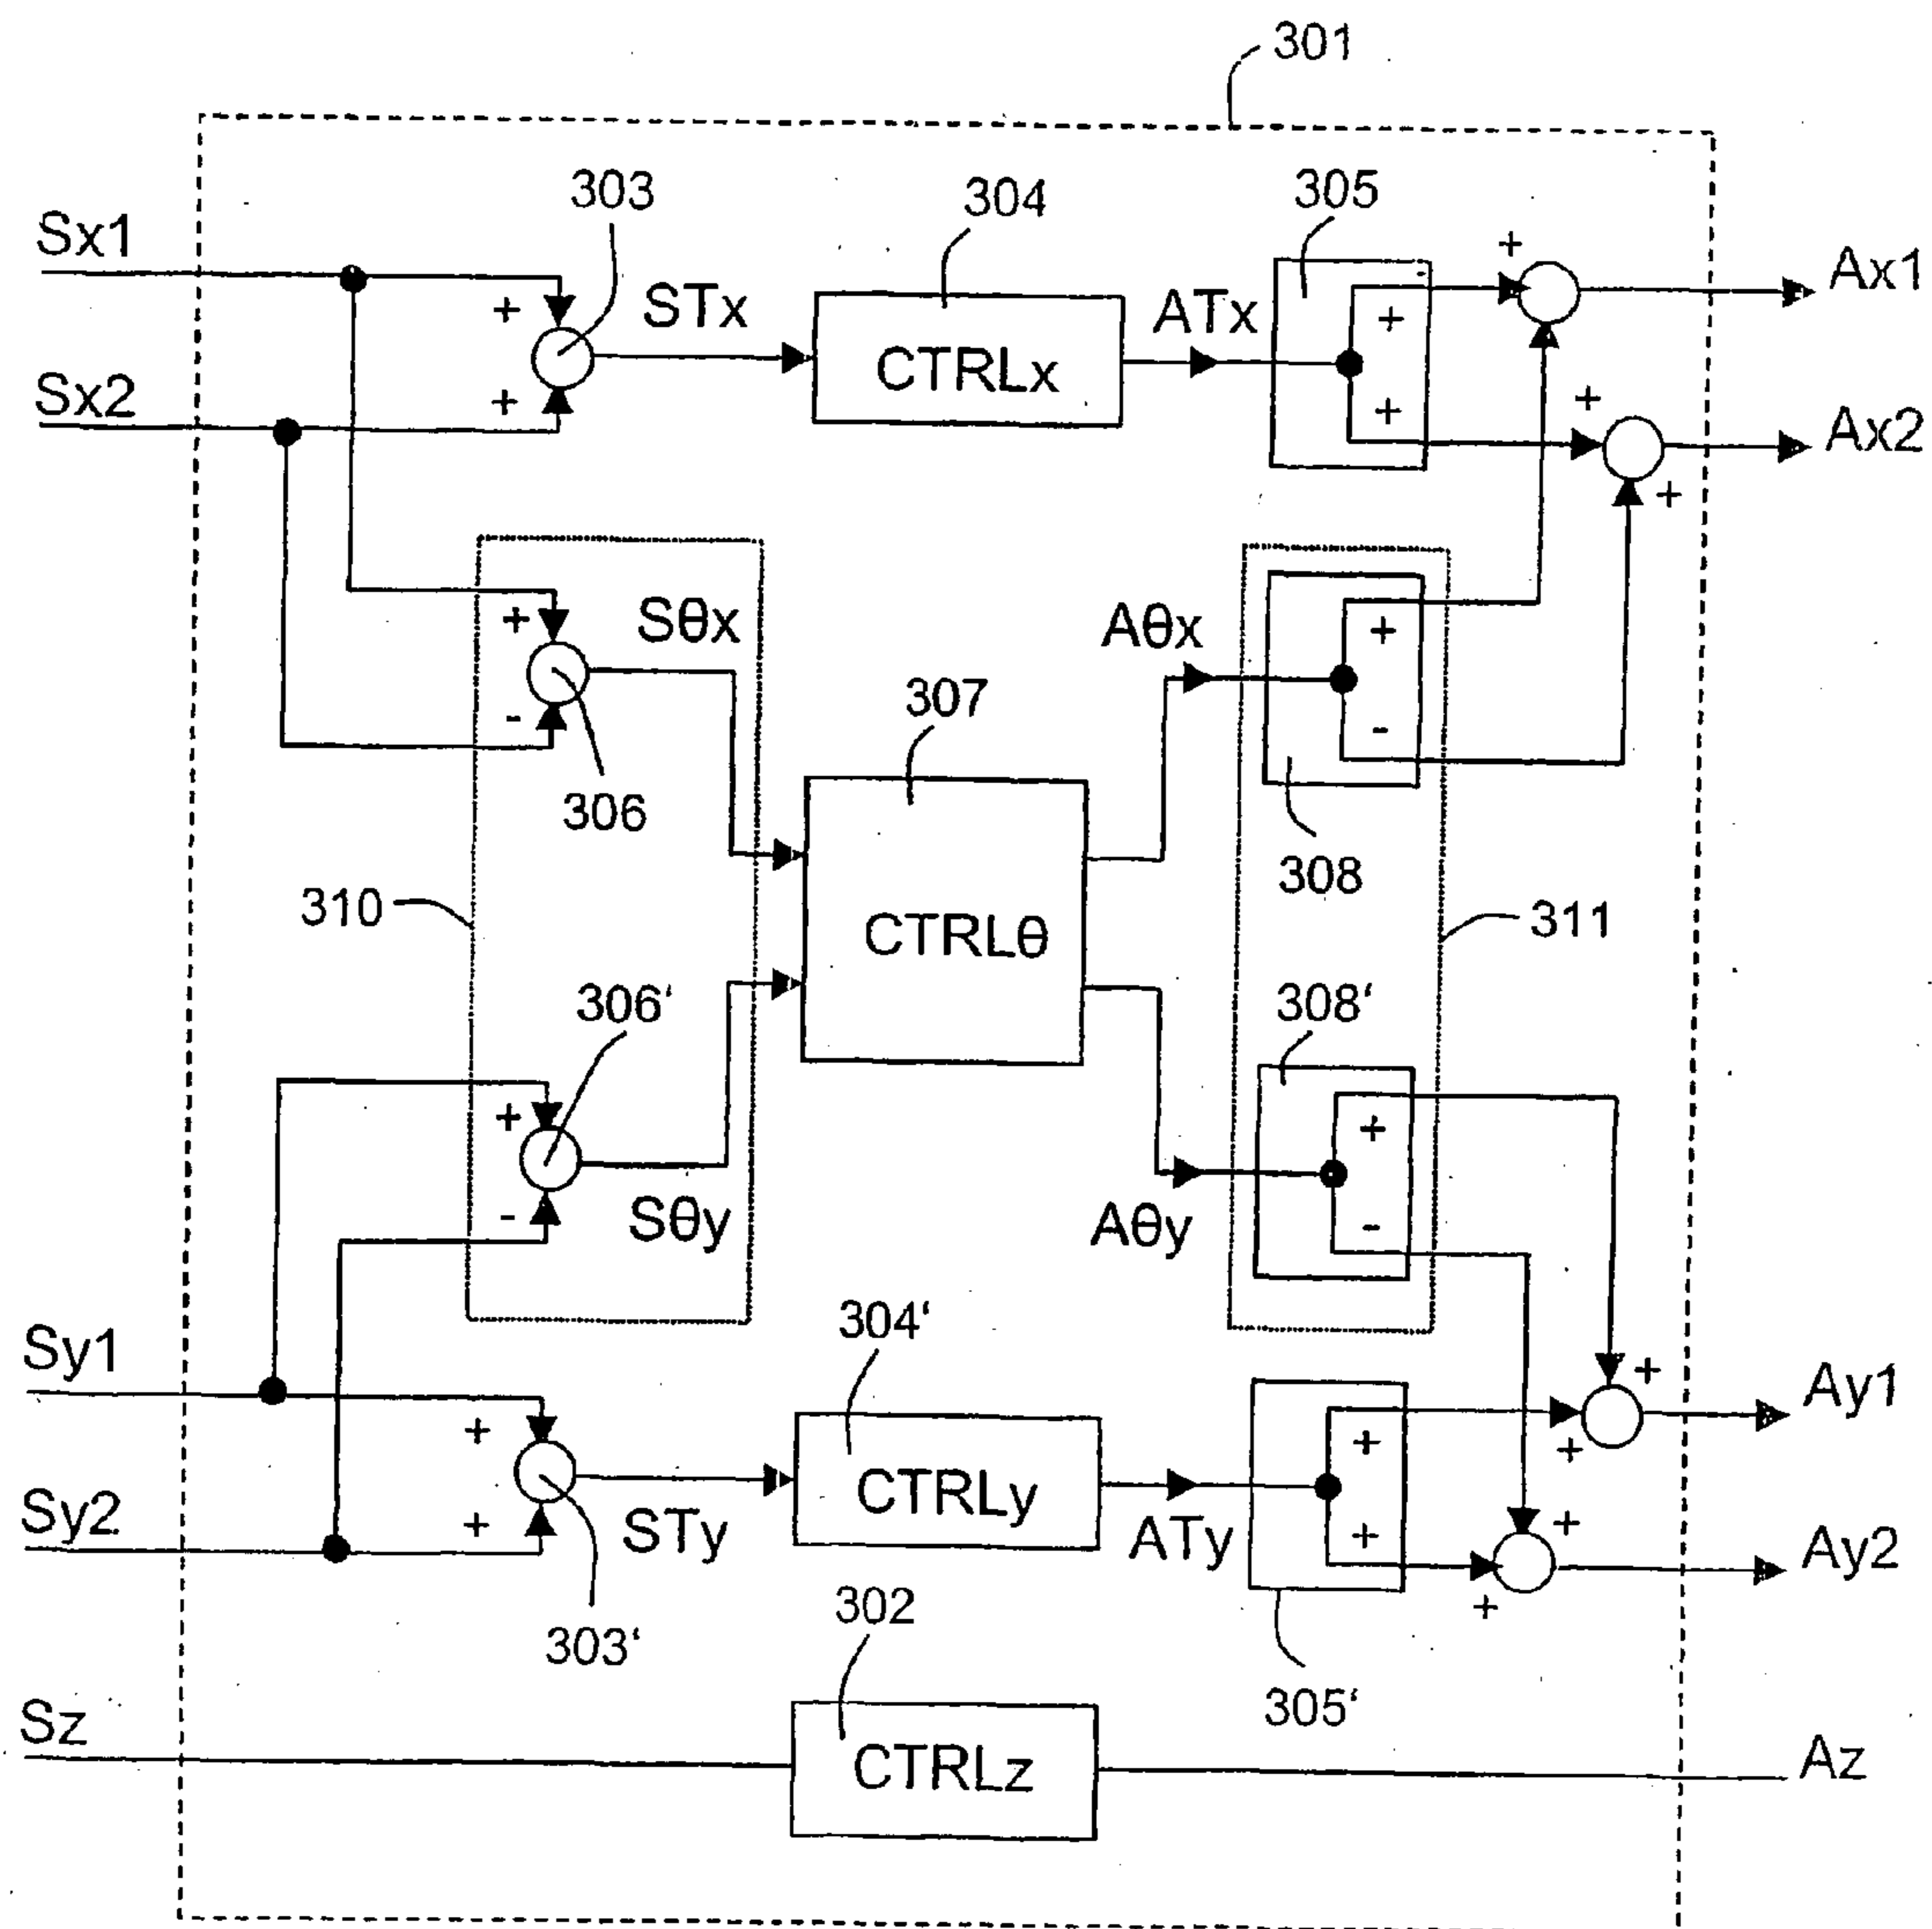 301
303
304
305
Sx1
+
STx
CTRLx
ATx
+
+
Ax1
Sx2
+
+
+
Ax2
+
+
Sθx
-
306
Aθx
+
-
308
307
CTRLθ
310
311
306‘
+
-
Sθy
308‘
Aθy
+
-
Sy1
+
304‘
CTRLy
STy
ATy
+
+
+
+
Ay1
Sy2
+
303‘
+
+
Ay2
305‘
302
Sz
CTRLz
Az